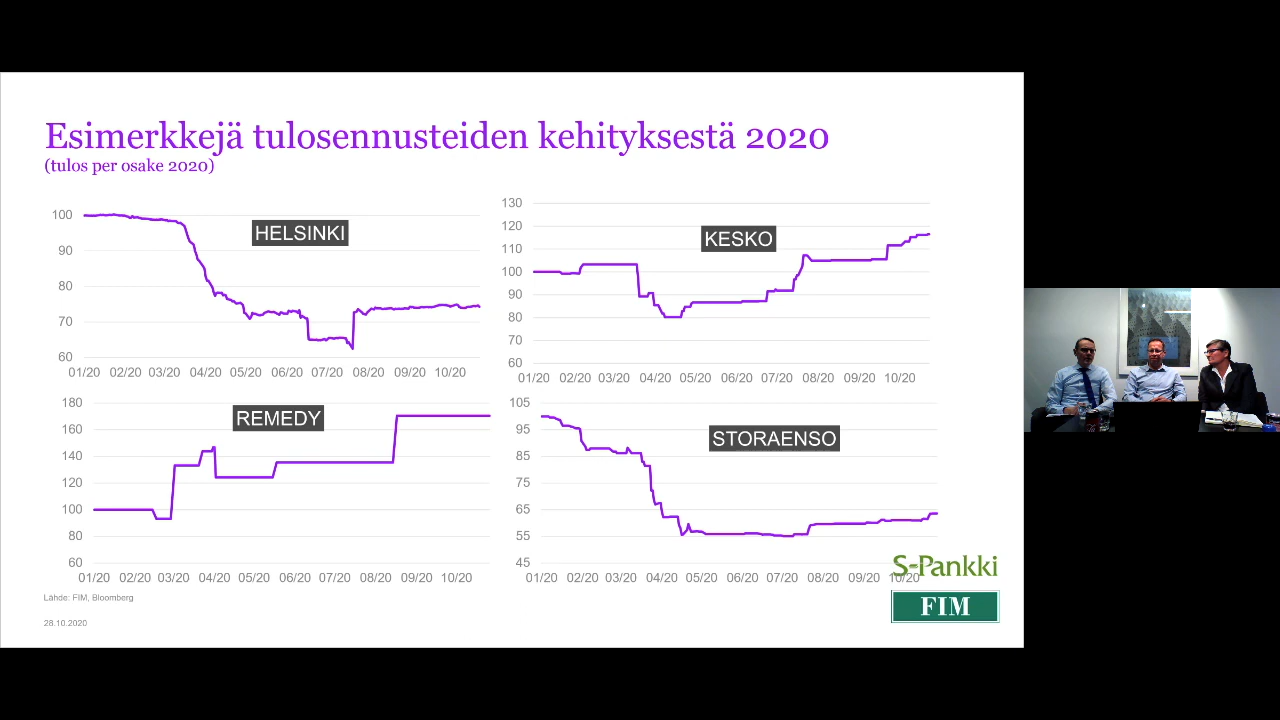 Esimerkkejä tulosennusteiden kehityksestä 2020
(tulos per osake 2020)
HELSINKI
100
90
80
70
60
01/20 02/20 03/20 04/20 05/20 06/20 07/20 08/20 09/20 10/20
KESKO
130
120
110
100
90
80
70
60
01/20 02/20 03/20 04/20 05/20 06/20 07/20 08/20 09/20 10/20
REMEDY
180
160
140
120
100
80
60
01/20 02/20 03/20 04/20 05/20 06/20 07/20 08/20 09/20 10/20
STORAENSO
105
95
85
75
65
55
45
01/20 02/20 03/20 04/20 05/20 06/20 07/20 08/20 09/20 10/20
Lähde: FIM, Bloomberg
28.10.2020
S-Pankki
FIM